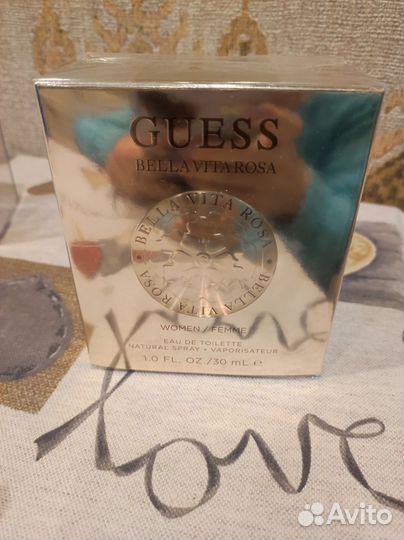 GUESS
BELLA VITA ROSA
BELLA VITA ROSA • BELLA VITA ROSA •
WOMEN / FEMME
EAU DE TOILETTE
NATURAL SPRAY • VAPORISATEUR
1.0 FL. OZ./30 mL. e
Love
Avito